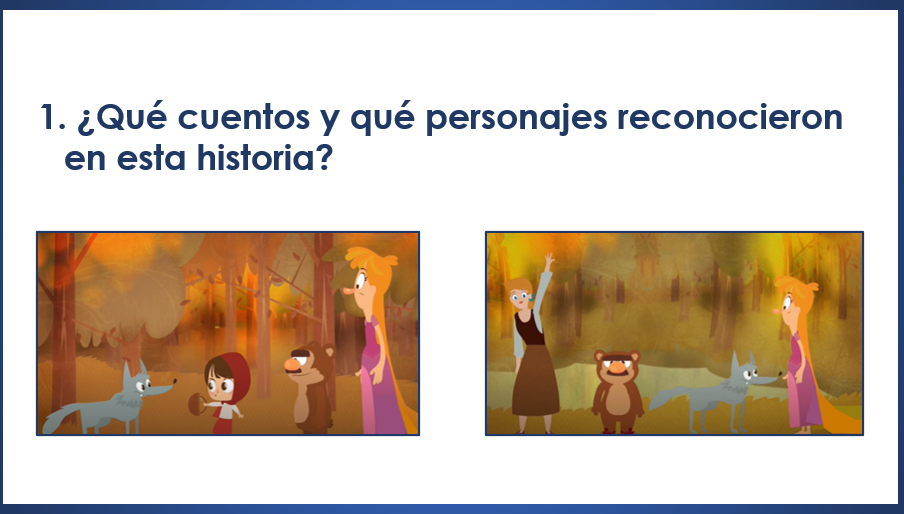 1. ¿Qué cuentos y qué personajes reconocieron
en esta historia?